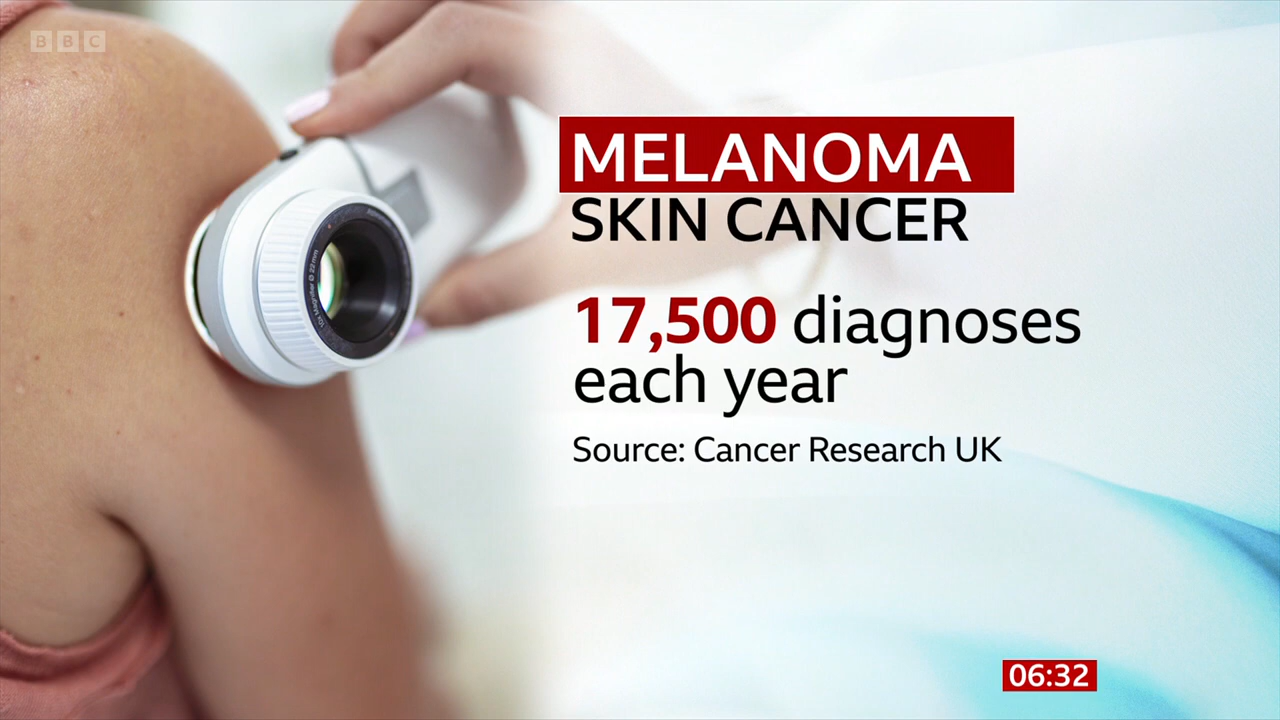 BBC
MELANOMA
SKIN CANCER
17,500 diagnoses
each year
Source: Cancer Research UK
06:32